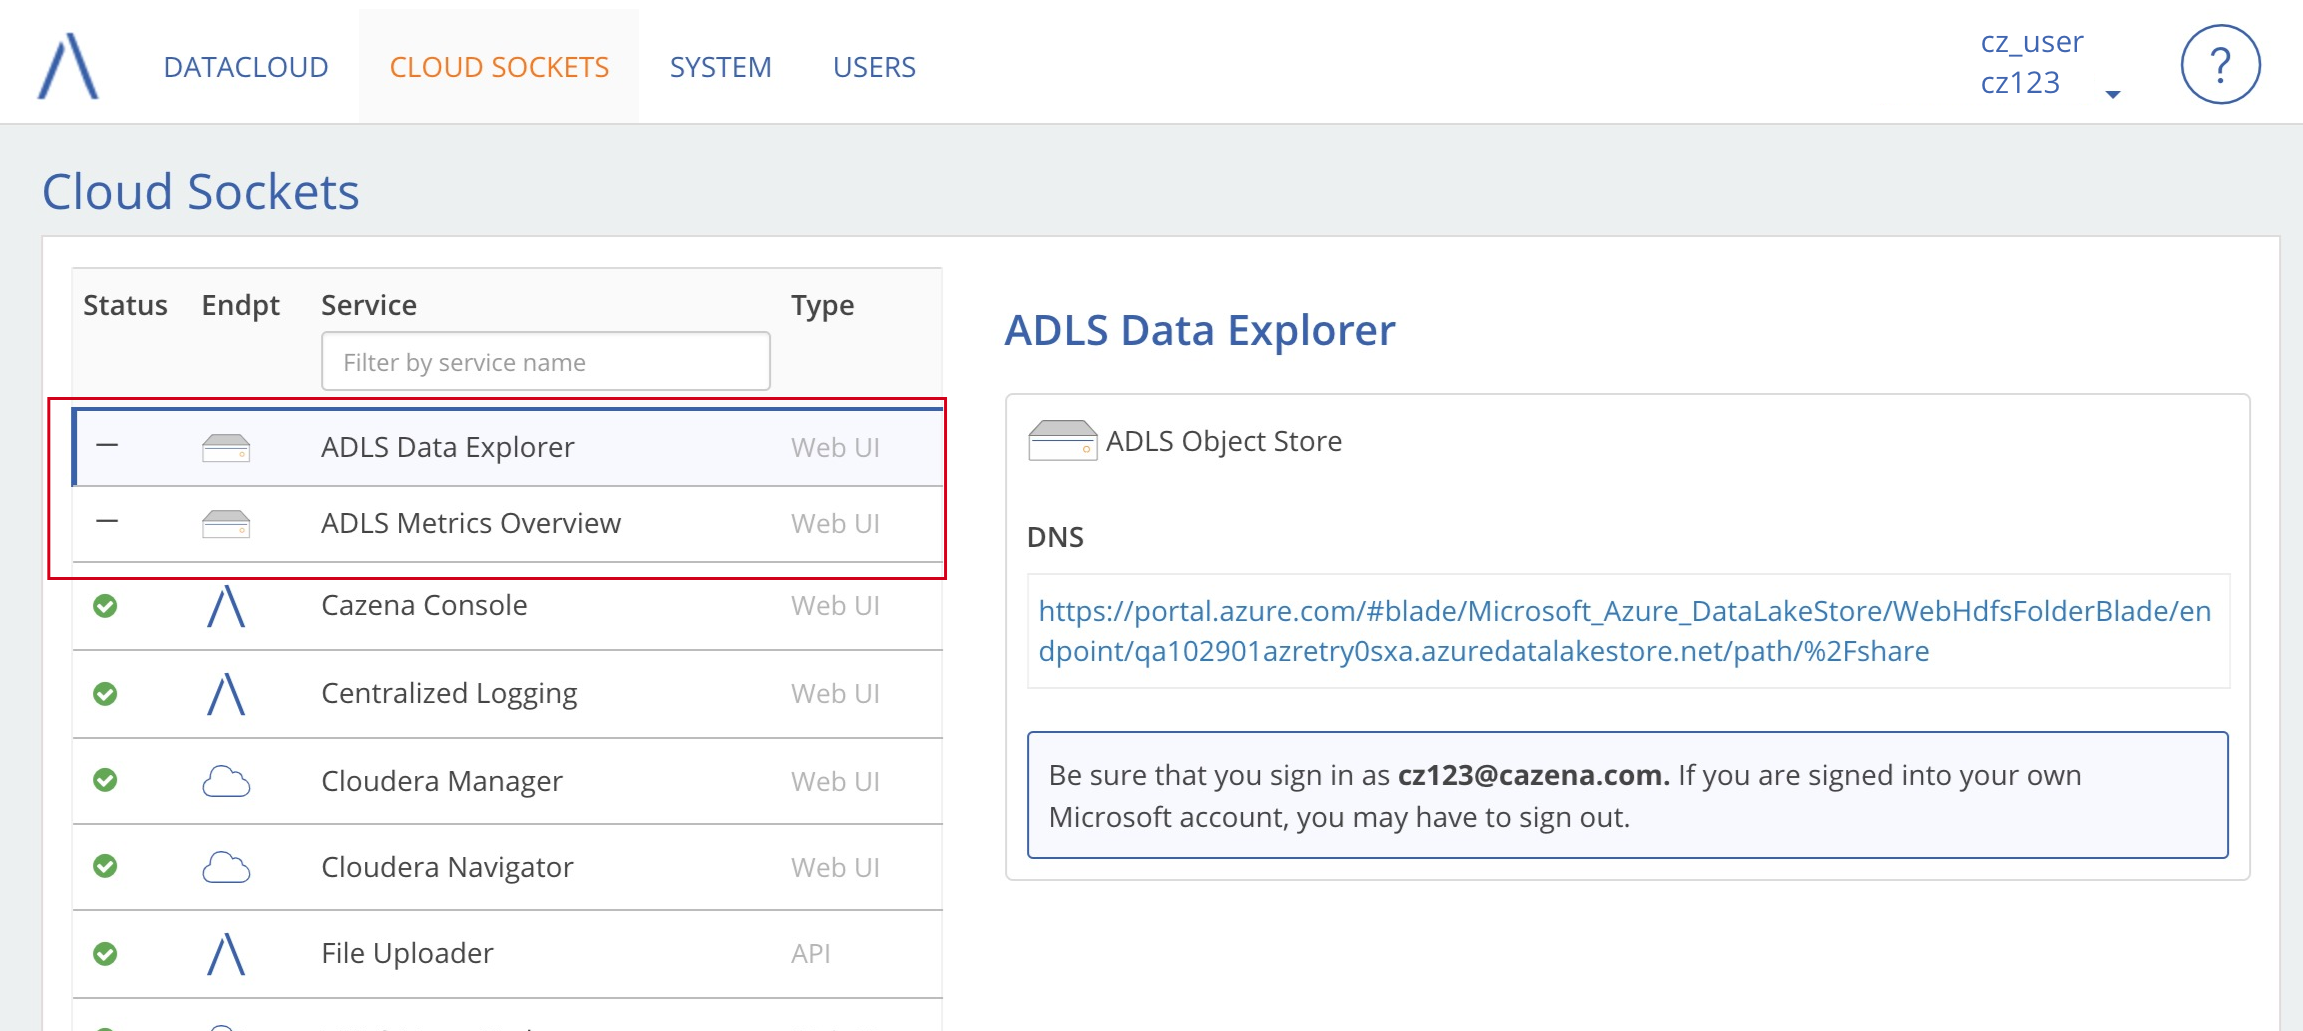 DATACLOUD CLOUD SOCKETS SYSTEM USERS
cz_user
cz123
?
Cloud Sockets
Status Endpt Service Type
Filter by service name
ADLS Data Explorer Web UI
ADLS Metrics Overview Web UI
Cazena Console Web UI
Centralized Logging Web UI
Cloudera Manager Web UI
Cloudera Navigator Web UI
File Uploader API
ADLS Data Explorer
ADLS Object Store
DNS
https://portal.azure.com/#blade/Microsoft_Azure_DataLakeStore/WebHdfsFolderBlade/en
dpoint/qa102901azretry0sxa.azuredatalakestore.net/path/%2Fshare
Be sure that you sign in as cz123@cazena.com. If you are signed into your own
Microsoft account, you may have to sign out.